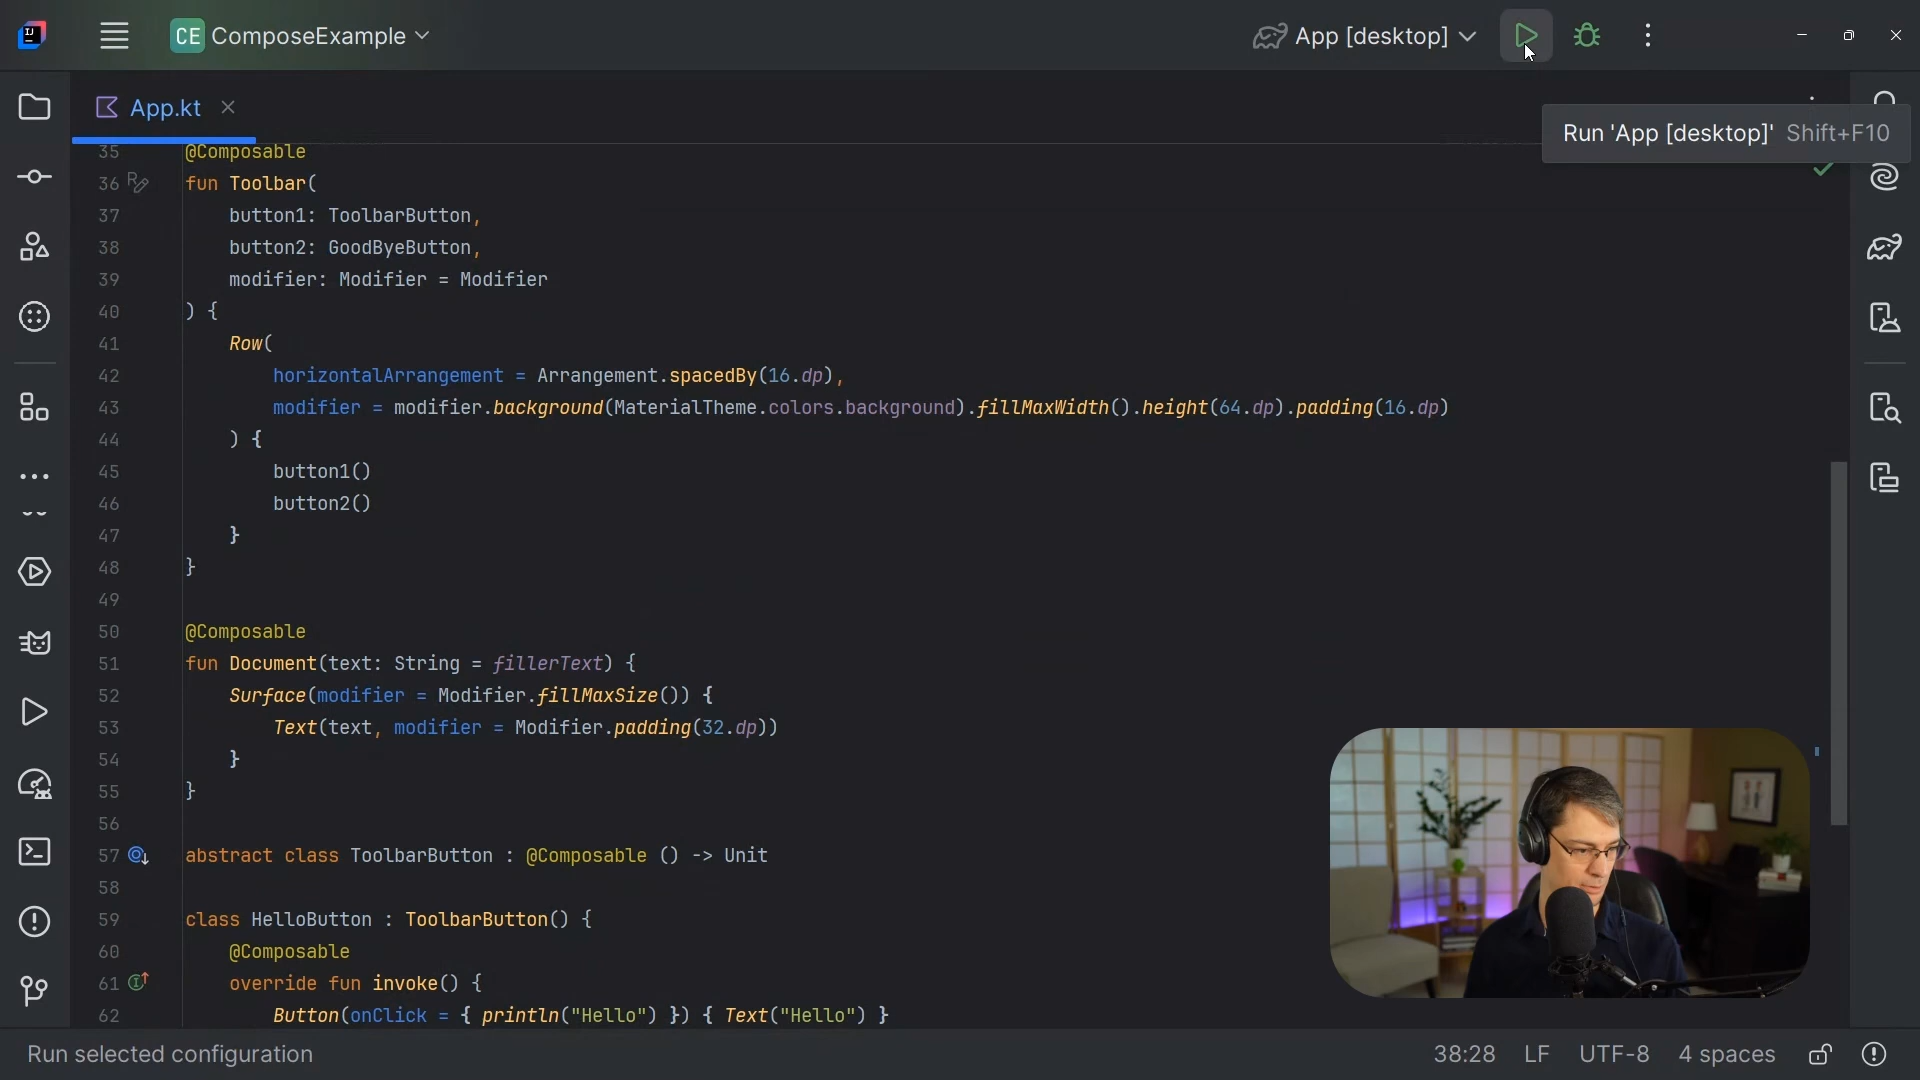 IJ
CE ComposeExample
App [desktop]
App.kt
Run 'App [desktop]' Shift+F10
35 @Composable
36 fun Toolbar(
37 button1: ToolbarButton,
38 button2: GoodByeButton,
39 modifier: Modifier = Modifier
40 ) {
41 Row(
42 horizontalArrangement = Arrangement.spacedBy(16.dp),
43 modifier = modifier.background(MaterialTheme.colors.background).fillMaxWidth().height(64.dp).padding(16.dp)
44 ) {
45 button1()
46 button2()
47 }
48 }
49
50 @Composable
51 fun Document(text: String = fillerText) {
52 Surface(modifier = Modifier.fillMaxSize()) {
53 Text(text, modifier = Modifier.padding(32.dp))
54 }
55 }
56
57 abstract class ToolbarButton : @Composable () -> Unit
58
59 class HelloButton : ToolbarButton() {
60 @Composable
61 override fun invoke() {
62 Button(onClick = { println("Hello") }) { Text("Hello") }
Run selected configuration
38:28 LF UTF-8 4 spaces